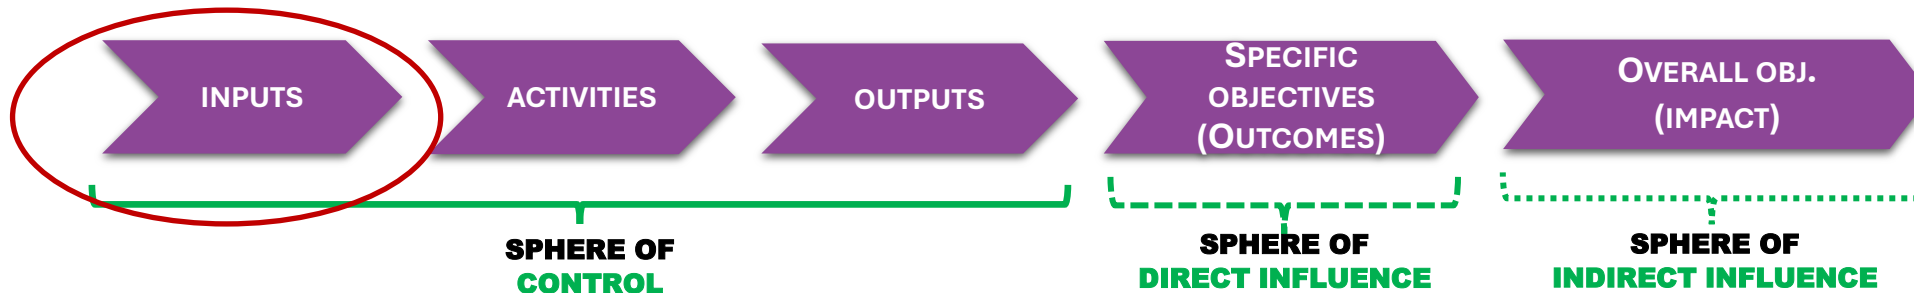 INPUTS
ACTIVITIES
OUTPUTS
SPECIFIC
OBJECTIVES
(OUTCOMES)
OVERALL OBJ.
(IMPACT)
SPHERE OF
CONTROL
SPHERE OF
DIRECT INFLUENCE
SPHERE OF
INDIRECT INFLUENCE